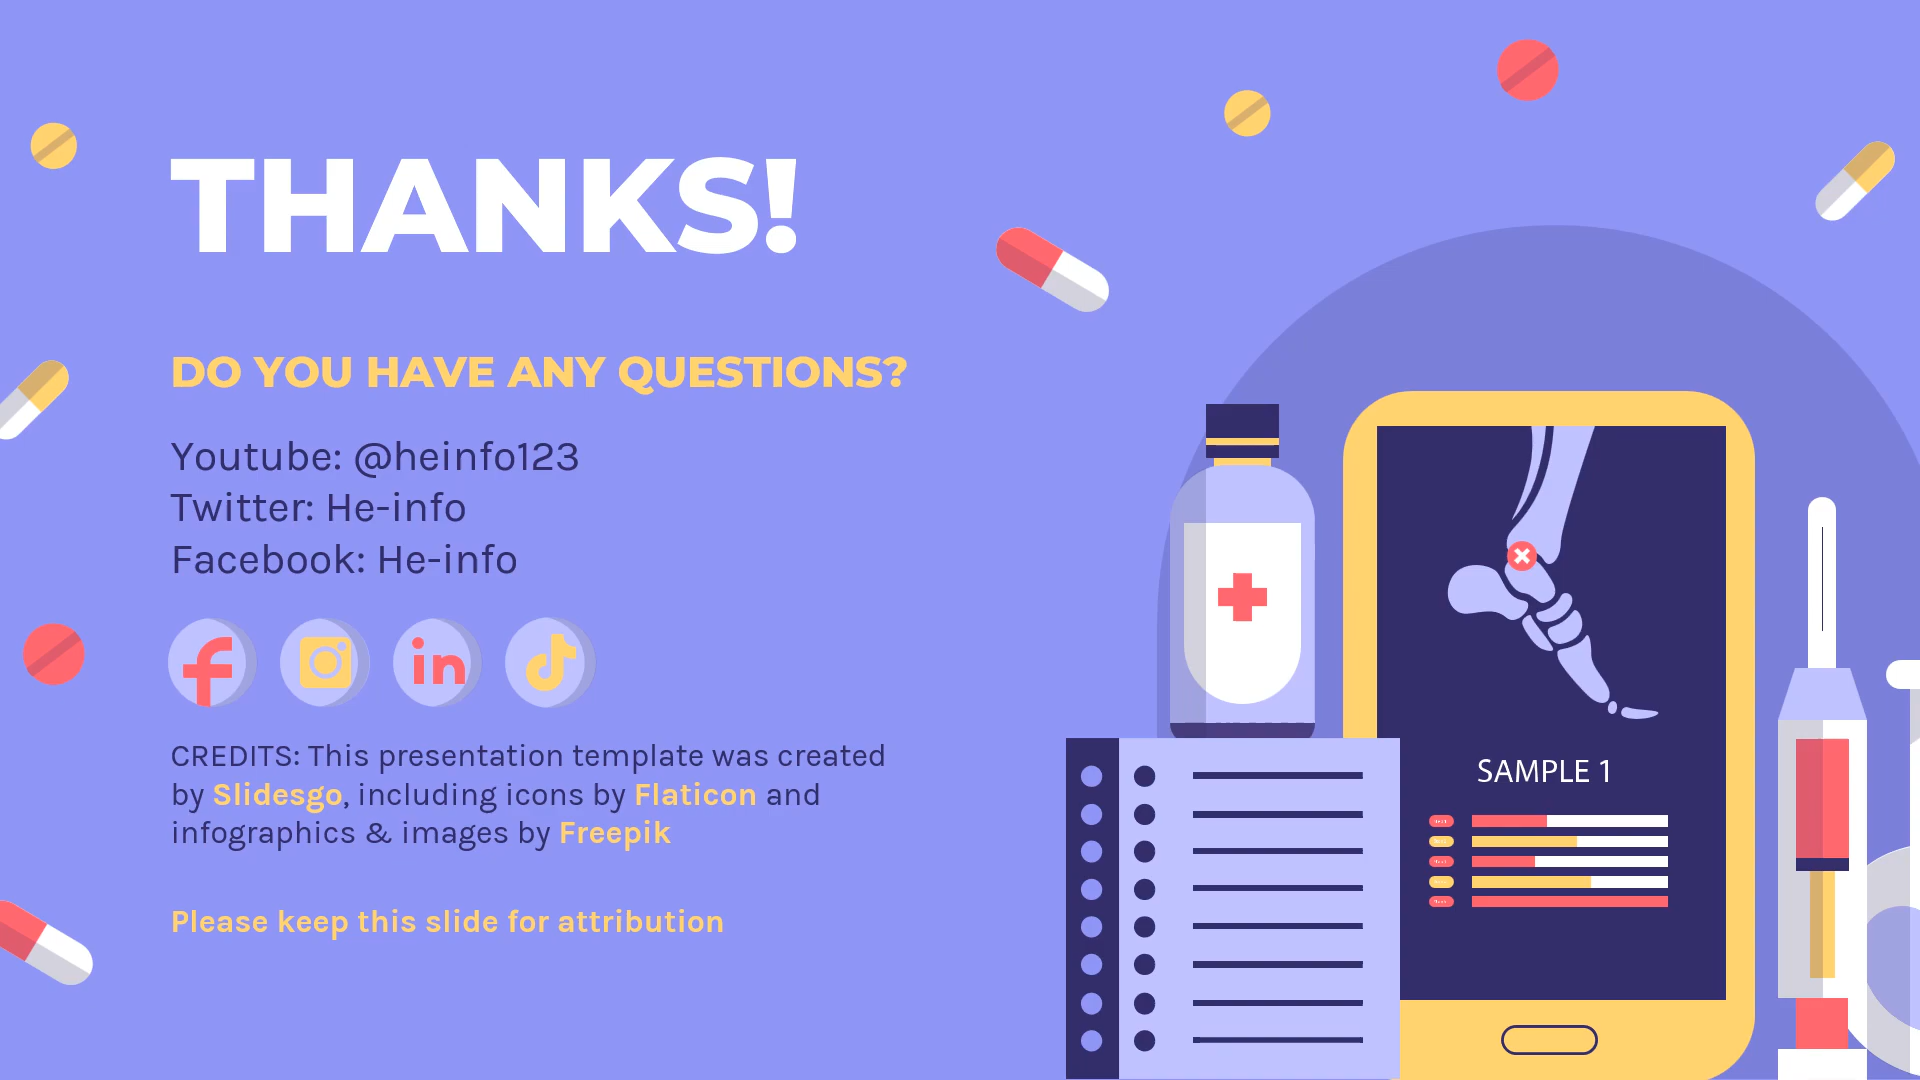 THANKS!
DO YOU HAVE ANY QUESTIONS?
Youtube: @heinfo123
Twitter: He-info
Facebook: He-info
in
CREDITS: This presentation template was created
by Slidesgo, including icons by Flaticon and
infographics & images by Freepik
Please keep this slide for attribution
SAMPLE 1